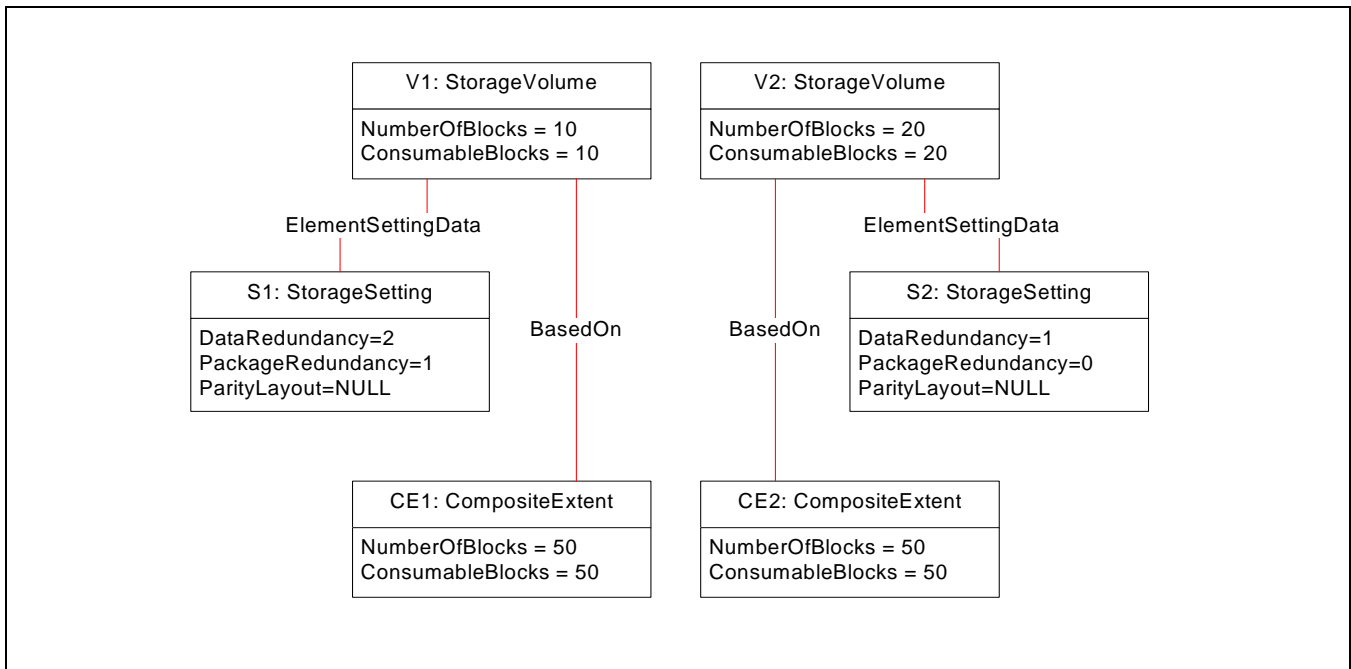 V1: StorageVolume
NumberOfBlocks = 10
ConsumableBlocks = 10
V2: StorageVolume
NumberOfBlocks = 20
ConsumableBlocks = 20
ElementSettingData
ElementSettingData
S1: StorageSetting
DataRedundancy=2
PackageRedundancy=1
ParityLayout=NULL
BasedOn
BasedOn
S2: StorageSetting
DataRedundancy=1
PackageRedundancy=0
ParityLayout=NULL
CE1: CompositeExtent
NumberOfBlocks = 50
ConsumableBlocks = 50
CE2: CompositeExtent
NumberOfBlocks = 50
ConsumableBlocks = 50